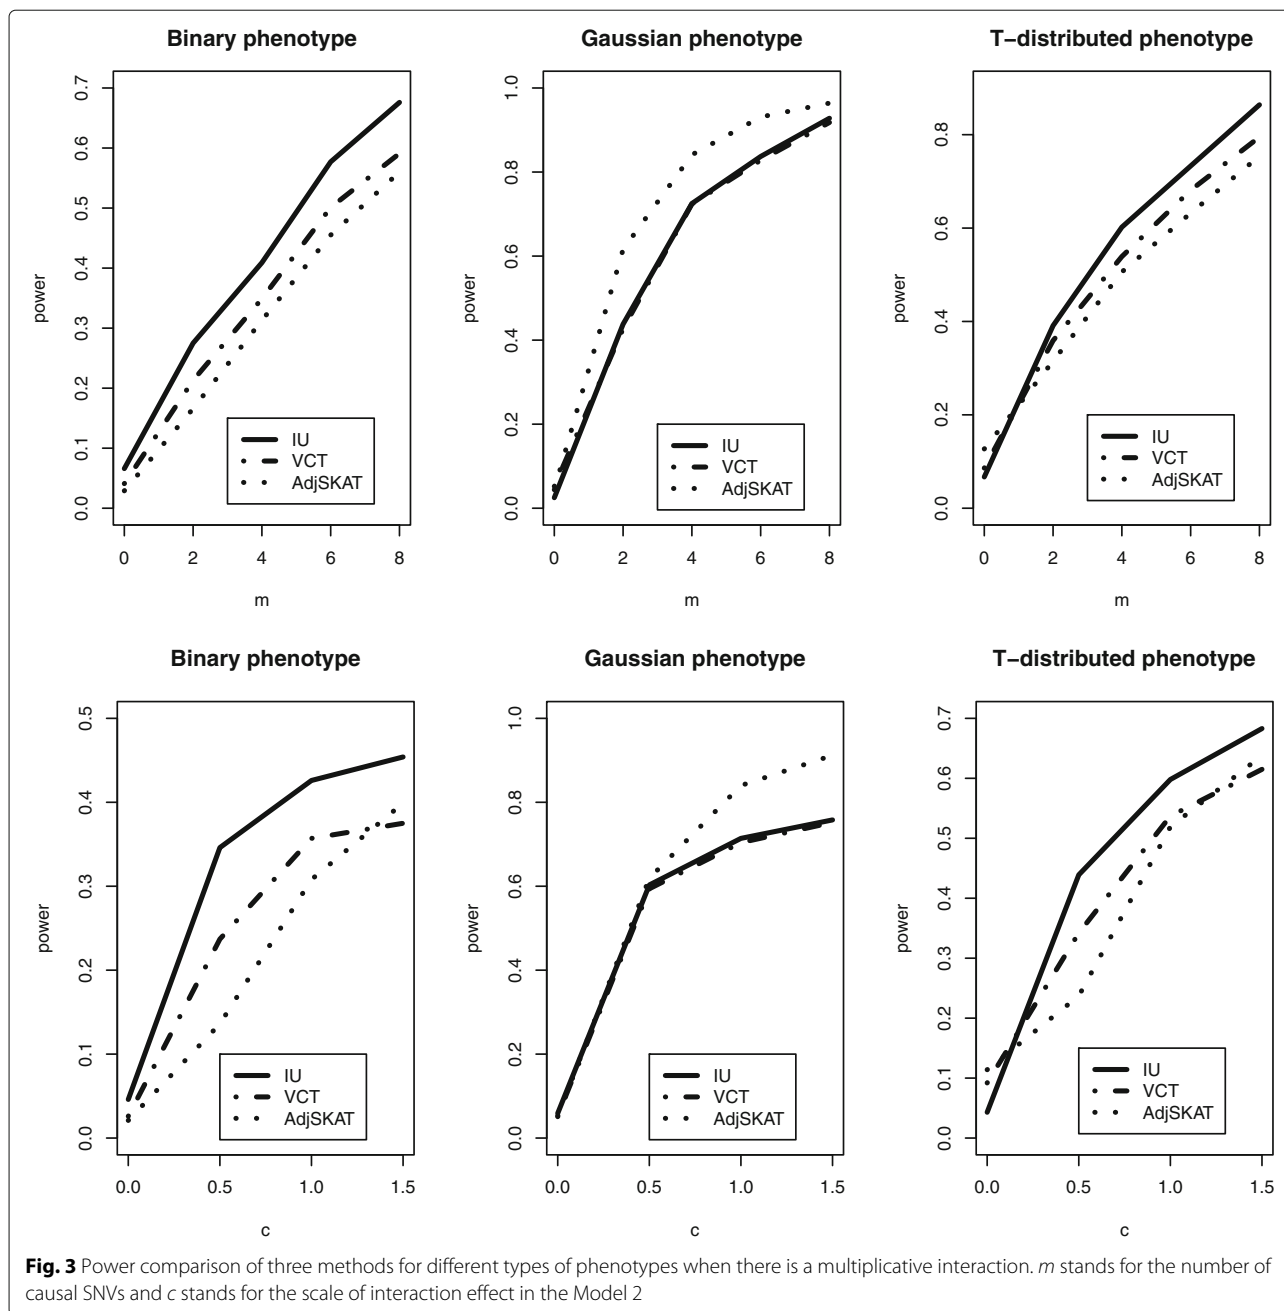 Binary phenotype
power
0.0 0.1 0.2 0.3 0.4 0.5 0.6 0.7
IU
VCT
AdjSKAT
0 2 4 6 8
m
Gaussian phenotype
power
0.0 0.2 0.4 0.6 0.8 1.0
IU
VCT
AdjSKAT
0 2 4 6 8
m
T−distributed phenotype
power
0.0 0.2 0.4 0.6 0.8
IU
VCT
AdjSKAT
0 2 4 6 8
m
Binary phenotype
power
0.0 0.1 0.2 0.3 0.4 0.5
IU
VCT
AdjSKAT
0.0 0.5 1.0 1.5
c
Gaussian phenotype
power
0.0 0.2 0.4 0.6 0.8 1.0
IU
VCT
AdjSKAT
0.0 0.5 1.0 1.5
c
T−distributed phenotype
power
0.0 0.1 0.2 0.3 0.4 0.5 0.6 0.7
IU
VCT
AdjSKAT
0.0 0.5 1.0 1.5
c
Fig. 3 Power comparison of three methods for different types of phenotypes when there is a multiplicative interaction. m stands for the number of
causal SNVs and c stands for the scale of interaction effect in the Model 2